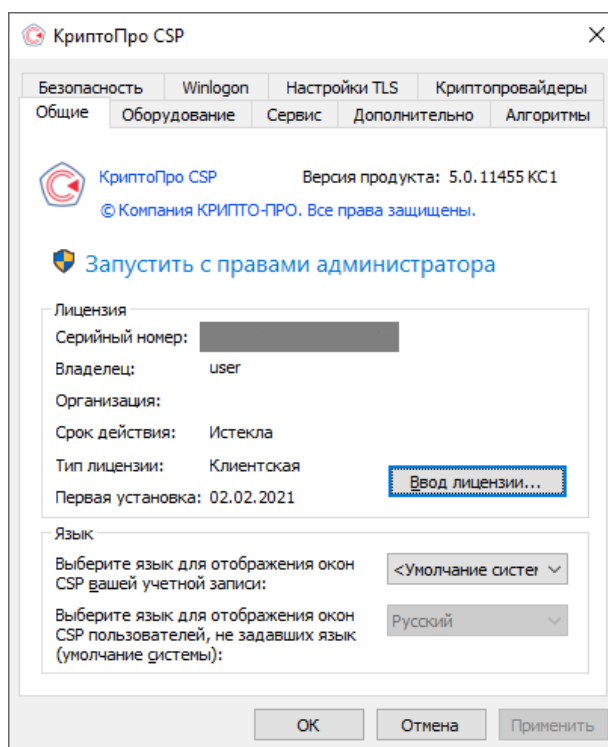 КриптоПро CSP
Безопасность Winlogon Настройки TLS Криптопровайдеры
Общие Оборудование Сервис Дополнительно Алгоритмы
КриптоПро CSP Версия продукта: 5.0.11455 КС1
© Компания КРИПТО-ПРО. Все права защищены.
Запустить с правами администратора
Лицензия
Серийный номер:
Владелец: user
Организация:
Срок действия: Истекла
Тип лицензии: Клиентская
Ввод лицензии...
Первая установка: 02.02.2021
Язык
Выберите язык для отображения окон
CSP вашей учетной записи:
<Умолчание систег
Выберите язык для отображения окон
CSP пользователей, не задавших язык
(умолчание системы):
Русский
ОК Отмена Применить